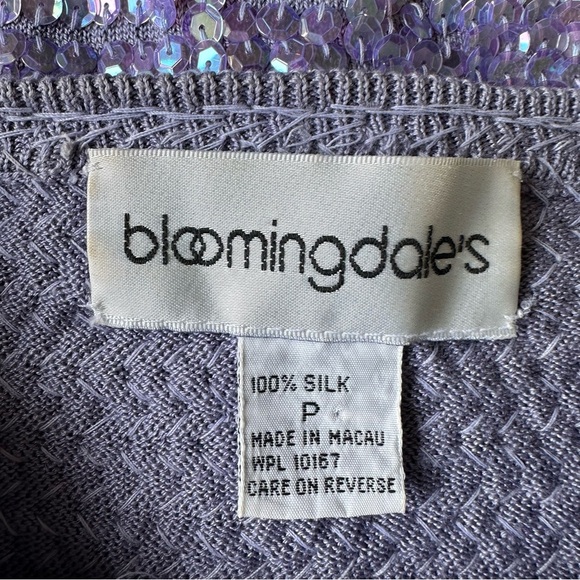 bloomingdale's
100% SILK
P
MADE IN MACAU
WPL 10167
CARE ON REVERSE